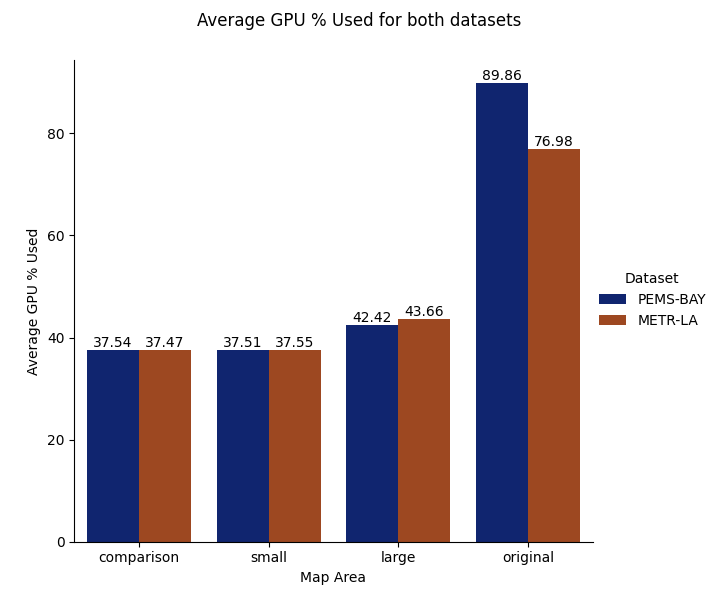 Average GPU % Used for both datasets
Average GPU % Used
80
60
40
20
0
37.54 37.47 37.51 37.55 42.42 43.66 89.86 76.98
comparison small large original
Map Area
Dataset
PEMS-BAY
METR-LA